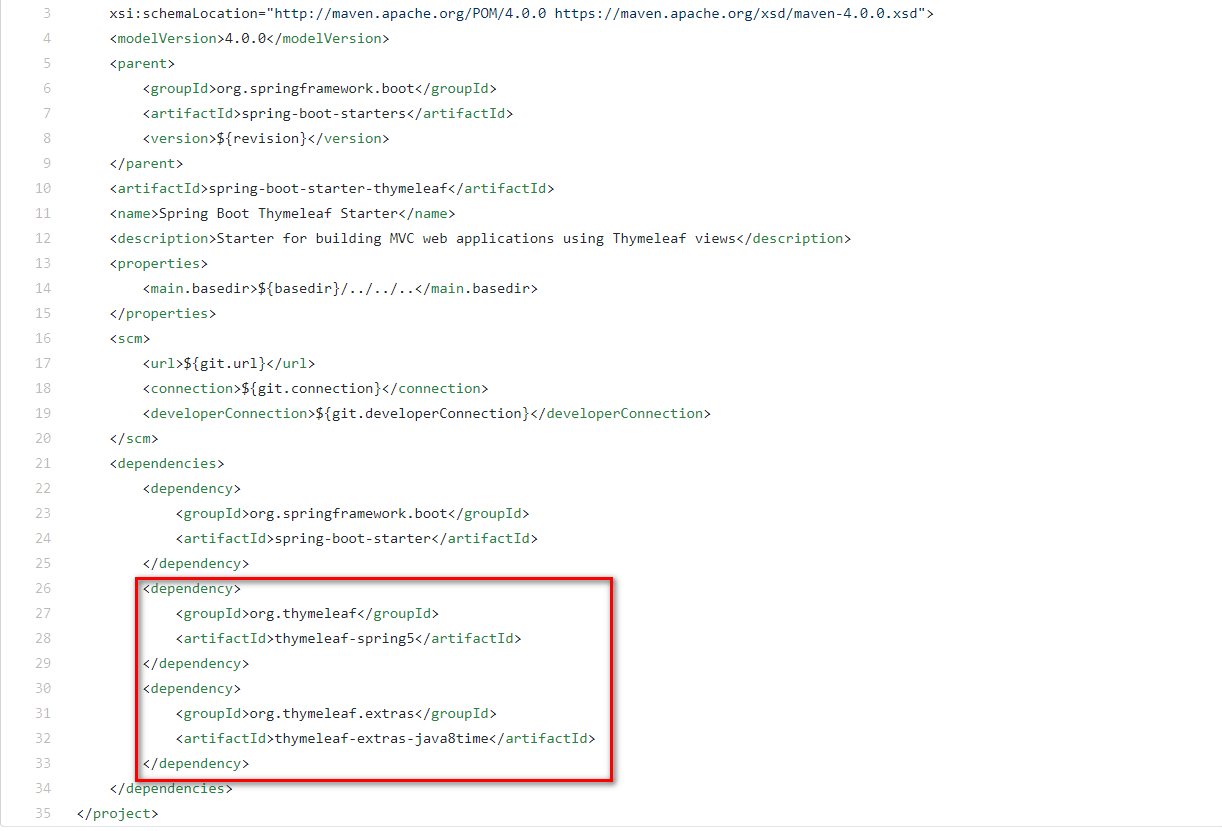 3 xsi:schemaLocation="http://maven.apache.org/POM/4.0.0 https://maven.apache.org/xsd/maven-4.0.0.xsd">
4 <modelVersion>4.0.0</modelVersion>
5 <parent>
6 <groupId>org.springframework.boot</groupId>
7 <artifactId>spring-boot-starters</artifactId>
8 <version>${revision}</version>
9 </parent>
10 <artifactId>spring-boot-starter-thymeleaf</artifactId>
11 <name>Spring Boot Thymeleaf Starter</name>
12 <description>Starter for building MVC web applications using Thymeleaf views</description>
13 <properties>
14 <main.basedir>${basedir}/../../..</main.basedir>
15 </properties>
16 <scm>
17 <url>${git.url}</url>
18 <connection>${git.connection}</connection>
19 <developerConnection>${git.developerConnection}</developerConnection>
20 </scm>
21 <dependencies>
22 <dependency>
23 <groupId>org.springframework.boot</groupId>
24 <artifactId>spring-boot-starter</artifactId>
25 </dependency>
26 <dependency>
27 <groupId>org.thymeleaf</groupId>
28 <artifactId>thymeleaf-spring5</artifactId>
29 </dependency>
30 <dependency>
31 <groupId>org.thymeleaf.extras</groupId>
32 <artifactId>thymeleaf-extras-java8time</artifactId>
33 </dependency>
34 </dependencies>
35 </project>